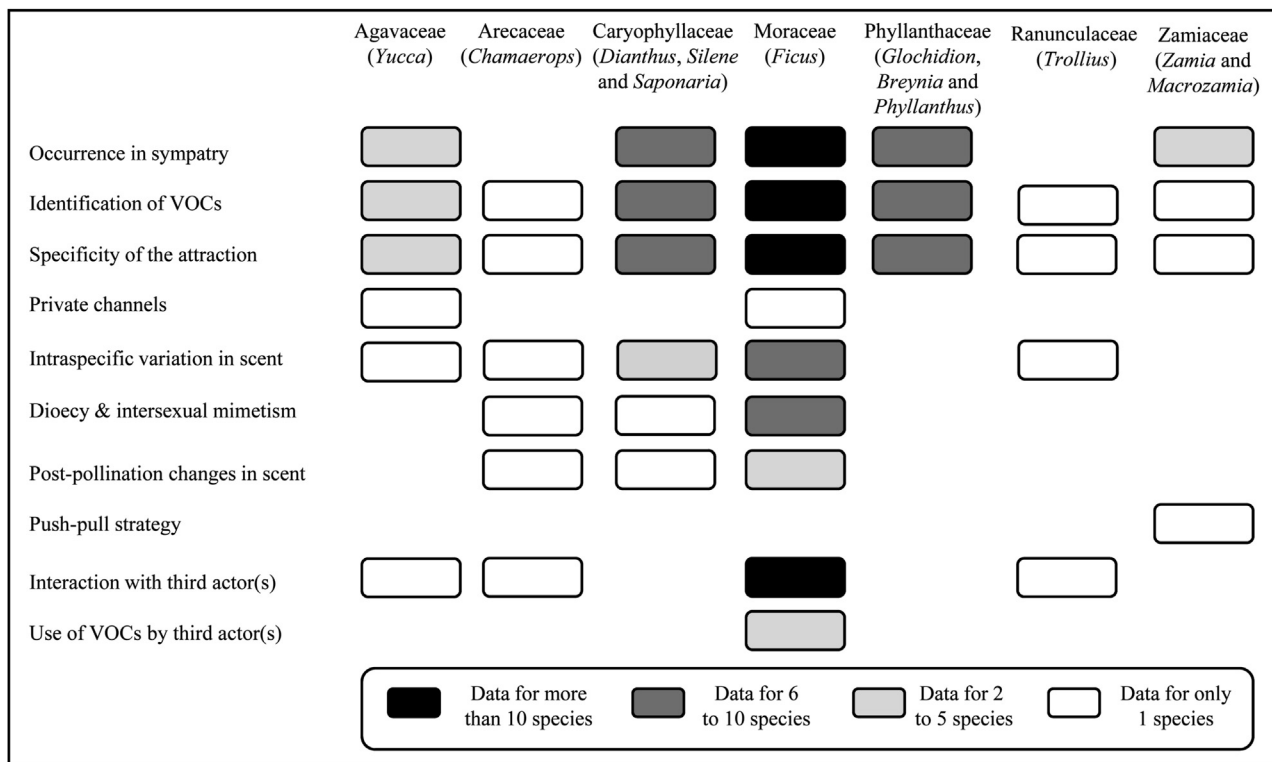 Agavaceae
(Yucca)
Arecaceae
(Chamaerops)
Caryophyllaceae
(Dianthus, Silene
and Saponaria)
Moraceae
(Ficus)
Phyllanthaceae
(Glochidion,
Breynia and
Phyllanthus)
Ranunculaceae
(Trollius)
Zamiaceae
(Zamia and
Macrozamia)
Occurrence in sympatry
Identification of VOCs
Specificity of the attraction
Private channels
Intraspecific variation in scent
Dioecy & intersexual mimetism
Post-pollination changes in scent
Push-pull strategy
Interaction with third actor(s)
Use of VOCs by third actor(s)
Data for more
than 10 species
Data for 6
to 10 species
Data for 2
to 5 species
Data for only
1 species